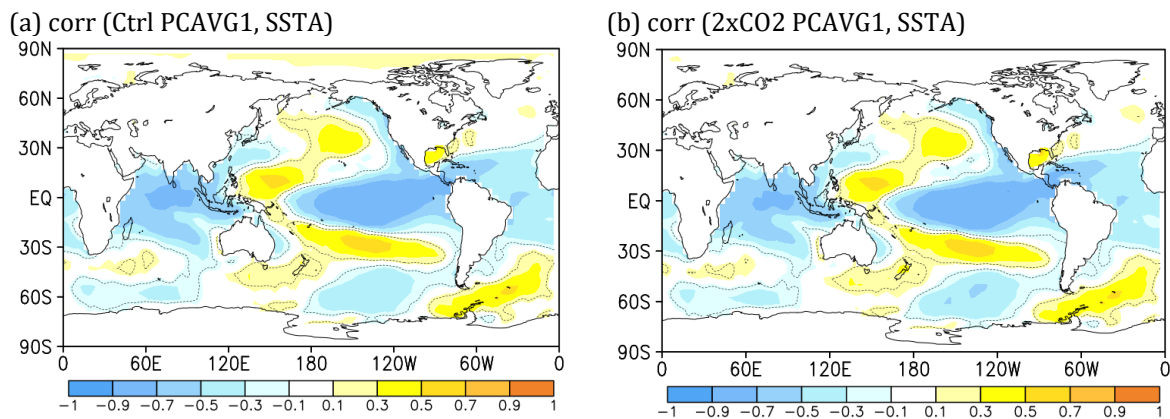 (a) corr (Ctrl PCAVG1, SSTA)
90N
60N
30N
EQ
30S
60S
90S
0 60E 120E 180 120W 60W 0
-1 -0.9 -0.7 -0.5 -0.3 -0.1 0.1 0.3 0.5 0.7 0.9 1
(b) corr (2xCO2 PCAVG1, SSTA)
90N
60N
30N
EQ
30S
60S
90S
0 60E 120E 180 120W 60W 0
-1 -0.9 -0.7 -0.5 -0.3 -0.1 0.1 0.3 0.5 0.7 0.9 1